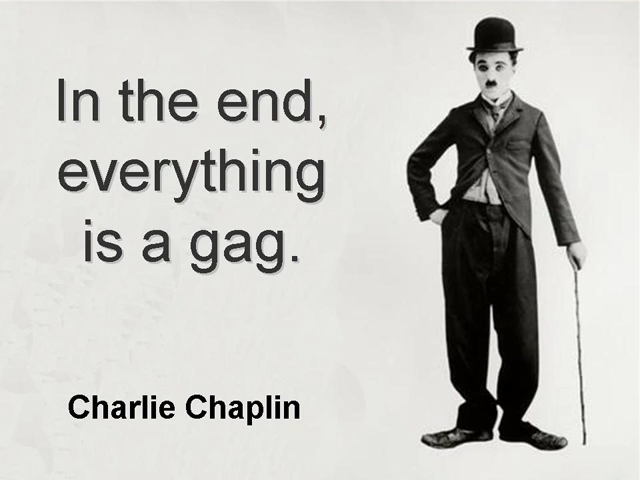 In the end,
everything
is a gag.
Charlie Chaplin